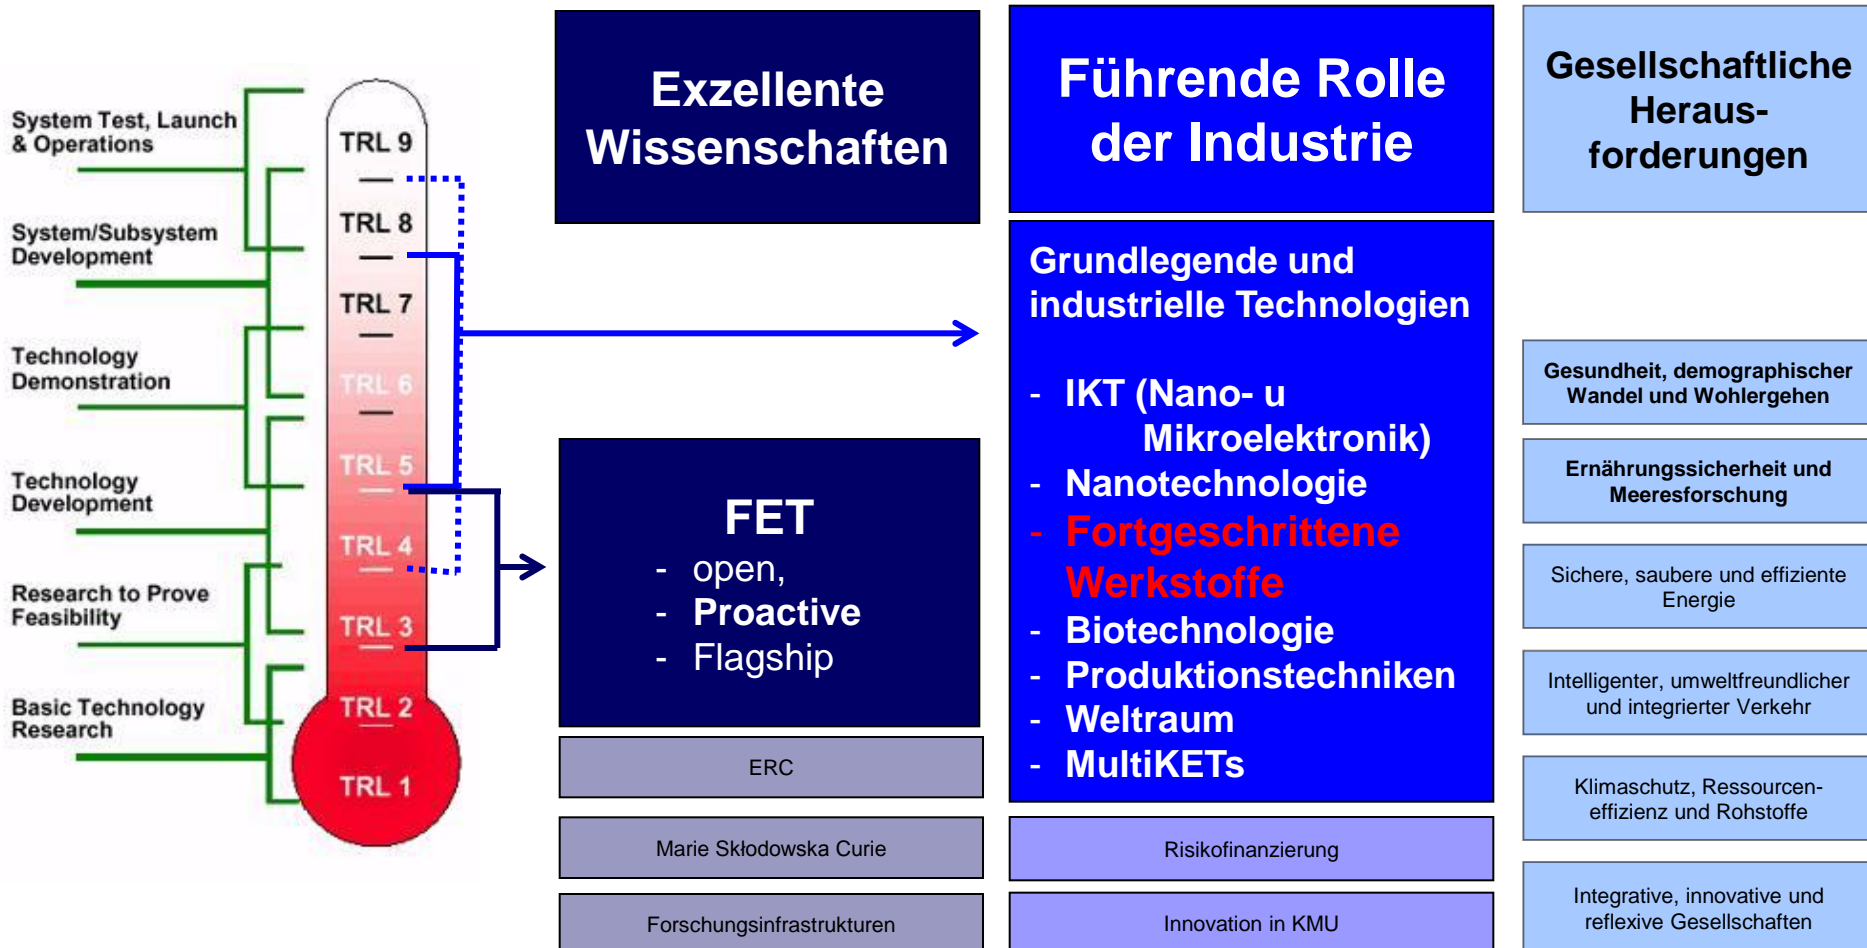 System Test, Launch
& Operations
System/Subsystem
Development
Technology
Demonstration
Technology
Development
Research to Prove
Feasibility
Basic Technology
Research
TRL 9
TRL 8
TRL 7
TRL 6
TRL 5
TRL 4
TRL 3
TRL 2
TRL 1
Exzellente
Wissenschaften
FET
- open,
- Proactive
- Flagship
ERC
Marie Skłodowska Curie
Forschungsinfrastrukturen
Führende Rolle
der Industrie
Grundlegende und
industrielle Technologien
- IKT (Nano- u
Mikroelektronik)
- Nanotechnologie
- Fortgeschrittene
Werkstoffe
- Biotechnologie
- Produktionstechniken
- Weltraum
- MultiKETs
Risikofinanzierung
Innovation in KMU
Gesellschaftliche
Heraus-
forderungen
Gesundheit, demographischer
Wandel und Wohlergehen
Ernährungssicherheit und
Meeresforschung
Sichere, saubere und effiziente
Energie
Intelligenter, umweltfreundlicher
und integrierter Verkehr
Klimaschutz, Ressourcen-
effizienz und Rohstoffe
Integrative, innovative und
reflexive Gesellschaften